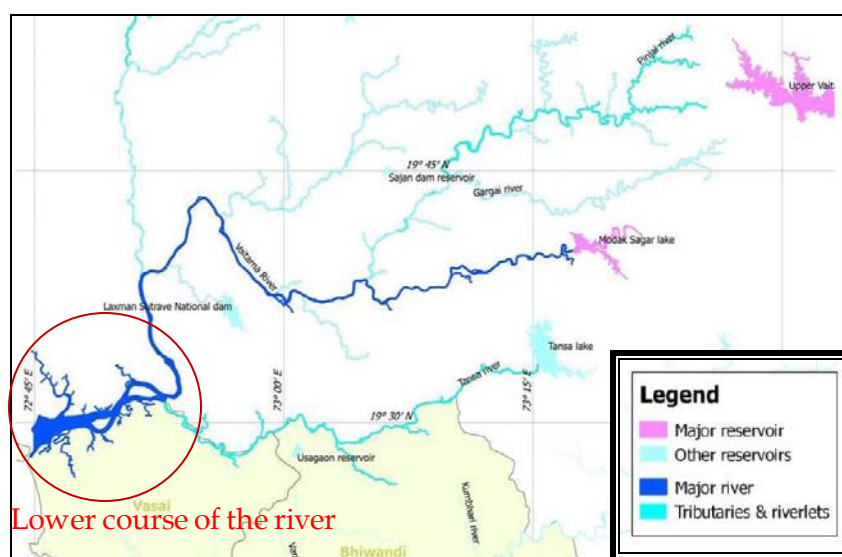 Pinjal river
Upper Vait
19° 45' N
Sajan dam reservoir
Gargai river
Modak Sagar lake
Vaitarna River
Laxman Sutrave National dam
Tansa lake
72° 45' E
73° 00' E
73° 15' E
Tansa river
19° 30' N
Usagaon reservoir
Vasai
Kumbhari river
Bhiwandi
Lower course of the river
Legend
Major reservoir
Other reservoirs
Major river
Tributaries & riverlets